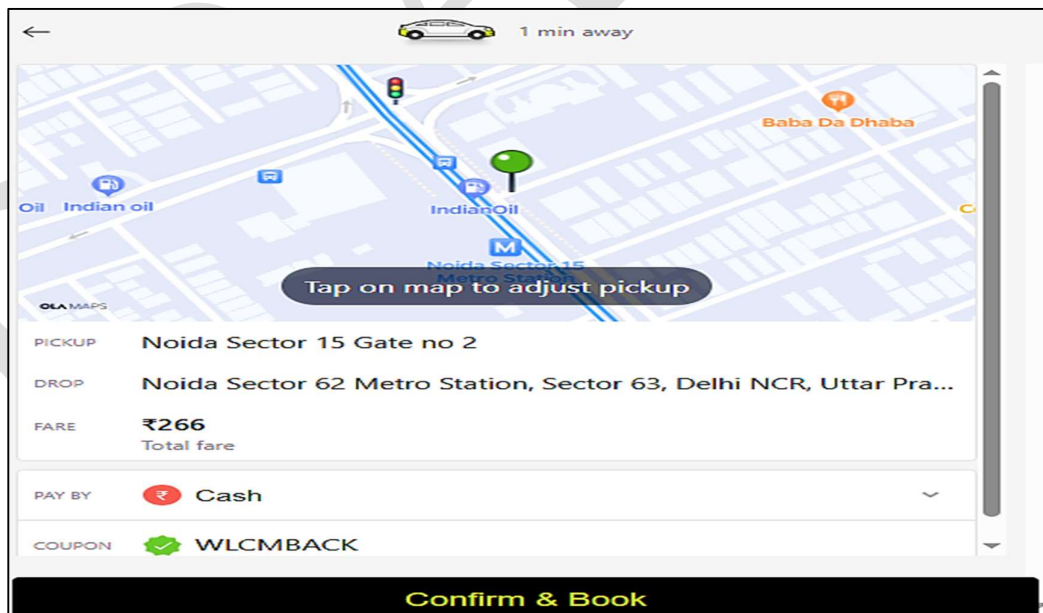 1 min away
Baba Da Dhaba
Oil Indian oil
IndianOil
M
Noida Sector 15
Metro Station
Tap on map to adjust pickup
OLA MAPS
PICKUP Noida Sector 15 Gate no 2
DROP Noida Sector 62 Metro Station, Sector 63, Delhi NCR, Uttar Pra...
FARE ₹266
Total fare
PAY BY ₹ Cash
COUPON WLCMBACK
Confirm & Book